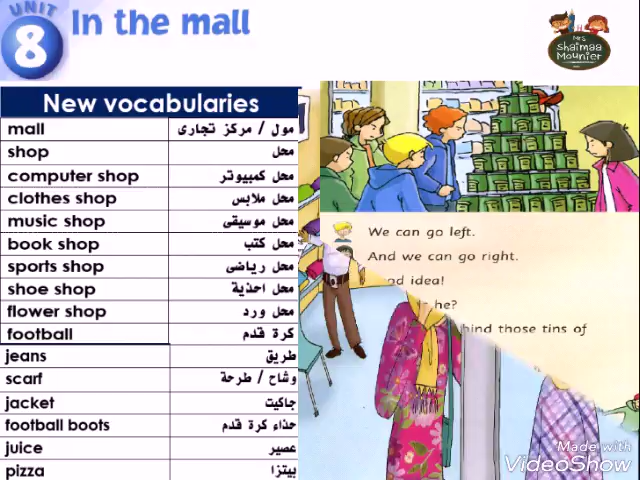 UNIT
8
In the mall
Mrs
Shaimaa
Mounier
New vocabularies
mall مول / مركز تجارى
shop محل
computer shop محل كمبيوتر
clothes shop محل ملابس
music shop محل موسيقى
book shop محل كتب
sports shop محل رياضى
shoe shop محل احذية
flower shop محل ورد
football كرة قدم
jeans طريق
scarf وشاح / طرحة
jacket جاكيت
football boots حذاء كرة قدم
juice عصير
pizza بيتزا
We can go left.
And we can go right.
idea!
he?
those tins of
Made with
VideoShow